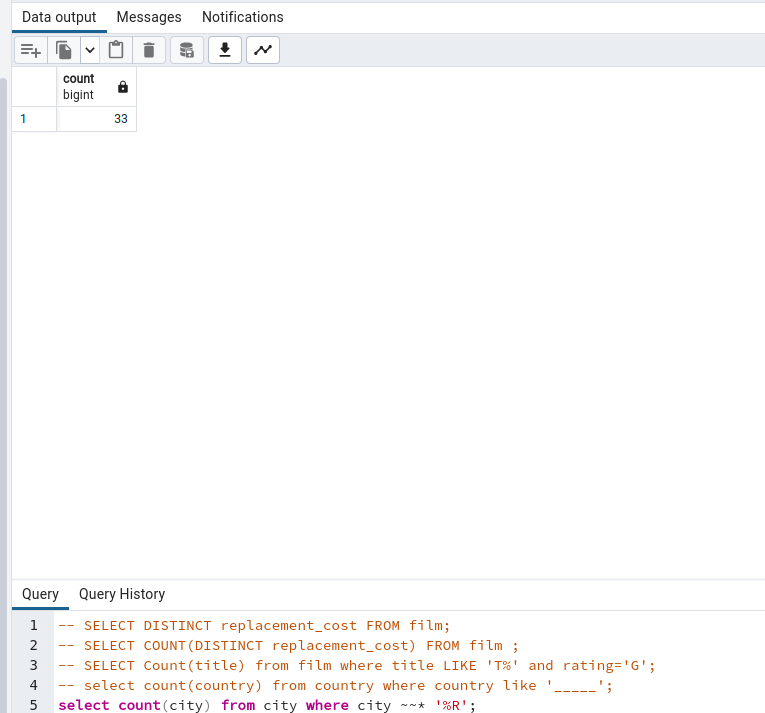 Data output Messages Notifications
count
bigint
1 33
Query Query History
1 -- SELECT DISTINCT replacement_cost FROM film;
2 -- SELECT COUNT(DISTINCT replacement_cost) FROM film ;
3 -- SELECT Count(title) from film where title LIKE 'T%' and rating='G';
4 -- select count(country) from country where country like '_____';
5 select count(city) from city where city ~~* '%R';